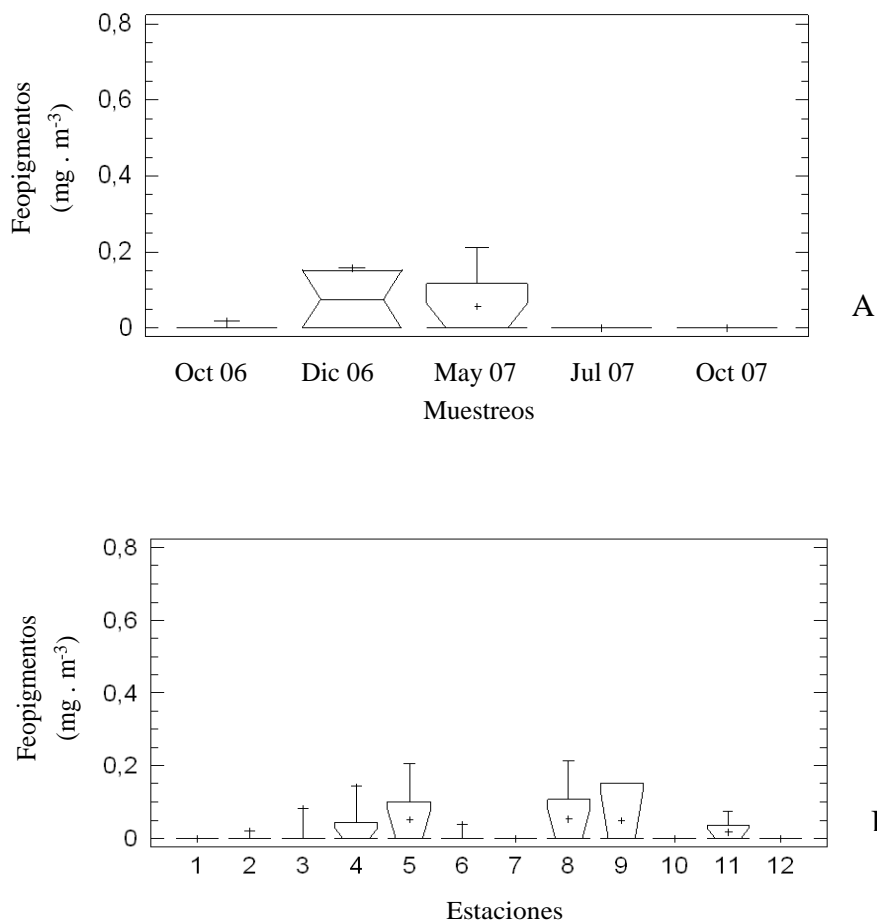 0,8
0,6
0,4
0,2
0
Feopigmentos
(mg . m-3)
A
Oct 06 Dic 06 May 07 Jul 07 Oct 07
Muestreos
0,8
0,6
0,4
0,2
0
Feopigmentos
(mg . m-3)
1 2 3 4 5 6 7 8 9 10 11 12
Estaciones